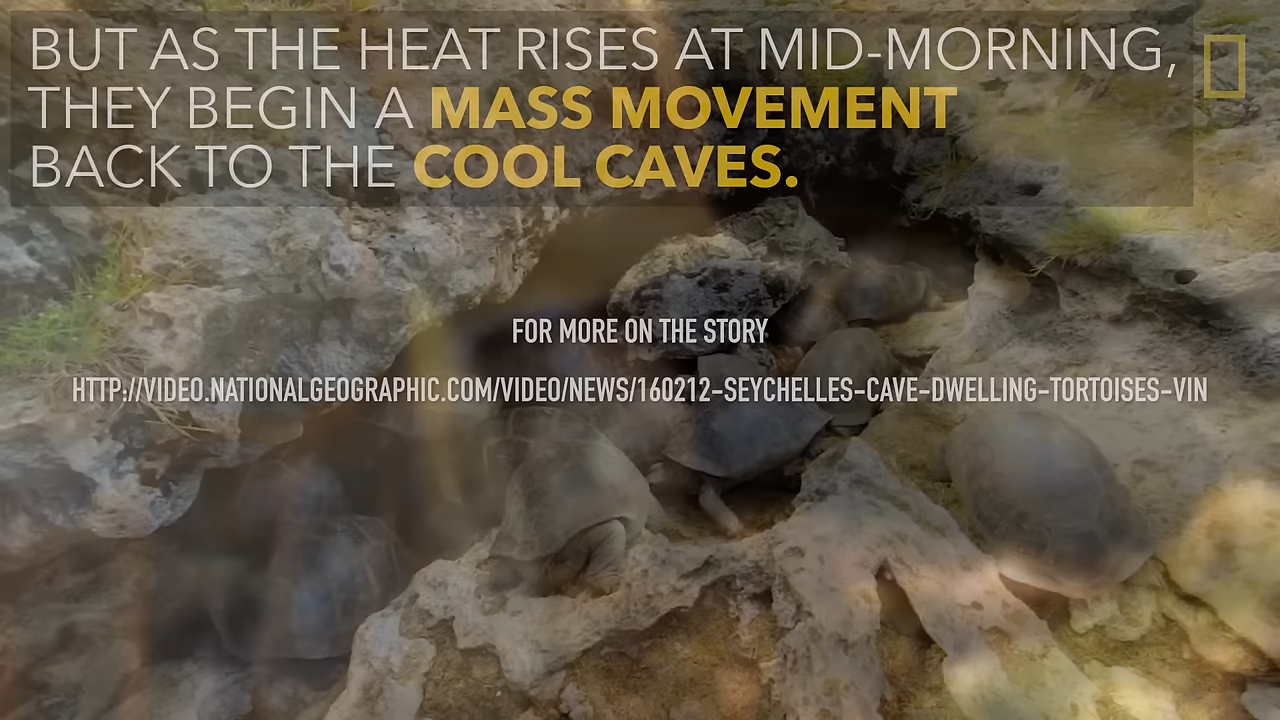 BUT AS THE HEAT RISES AT MID-MORNING,
THEY BEGIN A MASS MOVEMENT
BACK TO THE COOL CAVES.
FOR MORE ON THE STORY
HTTP://VIDEO.NATIONALGEOGRAPHIC.COM/VIDEO/NEWS/160212-SEYCHELLES-CAVE-DWELLING-TORTOISES-VIN